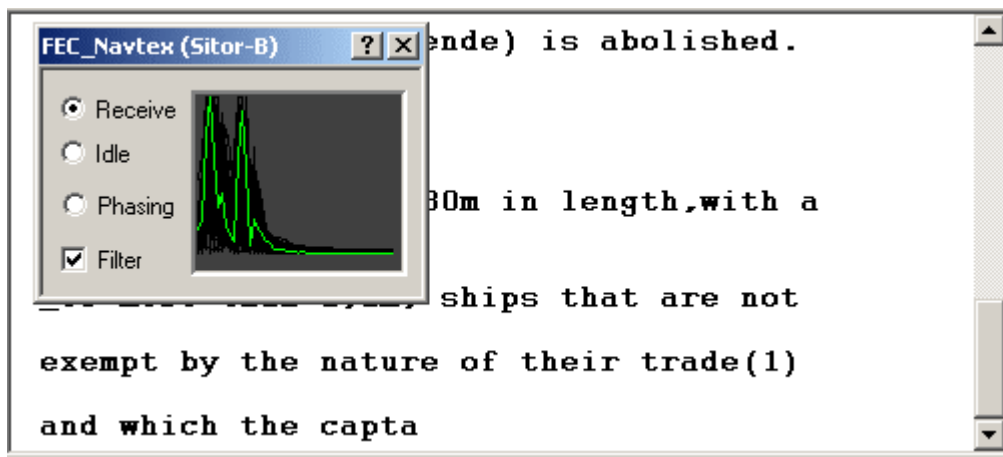 FEC_Navtex (Sitor-B)
Receive
Idle
Phasing
Filter
ende) is abolished.
30m in length,with a
ships that are not
exempt by the nature of their trade(1)
and which the capta